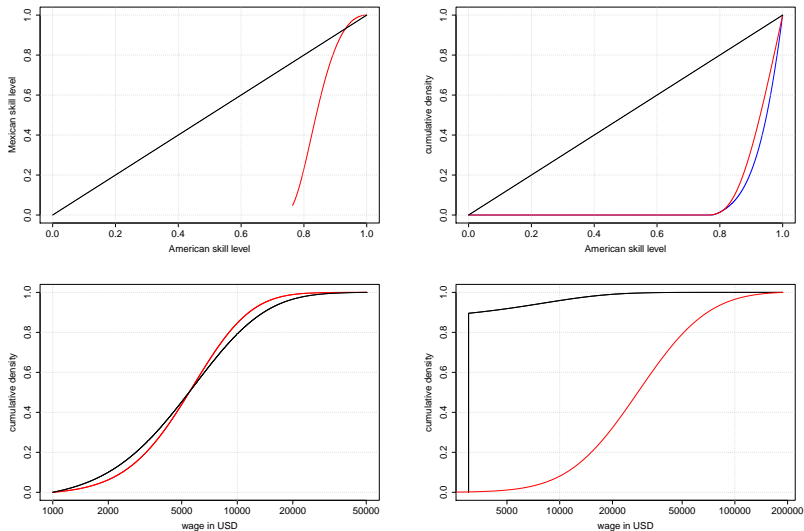 1.0
0.8
0.6
0.4
0.2
0.0
Mexican skill level
0.0 0.2 0.4 0.6 0.8 1.0
American skill level
1.0
0.8
0.6
0.4
0.2
0.0
cumulative density
0.0 0.2 0.4 0.6 0.8 1.0
American skill level
1.0
0.8
0.6
0.4
0.2
0.0
cumulative density
1000 2000 5000 10000 20000 50000
wage in USD
1.0
0.8
0.6
0.4
0.2
0.0
cumulative density
5000 10000 20000 50000 100000 200000
wage in USD